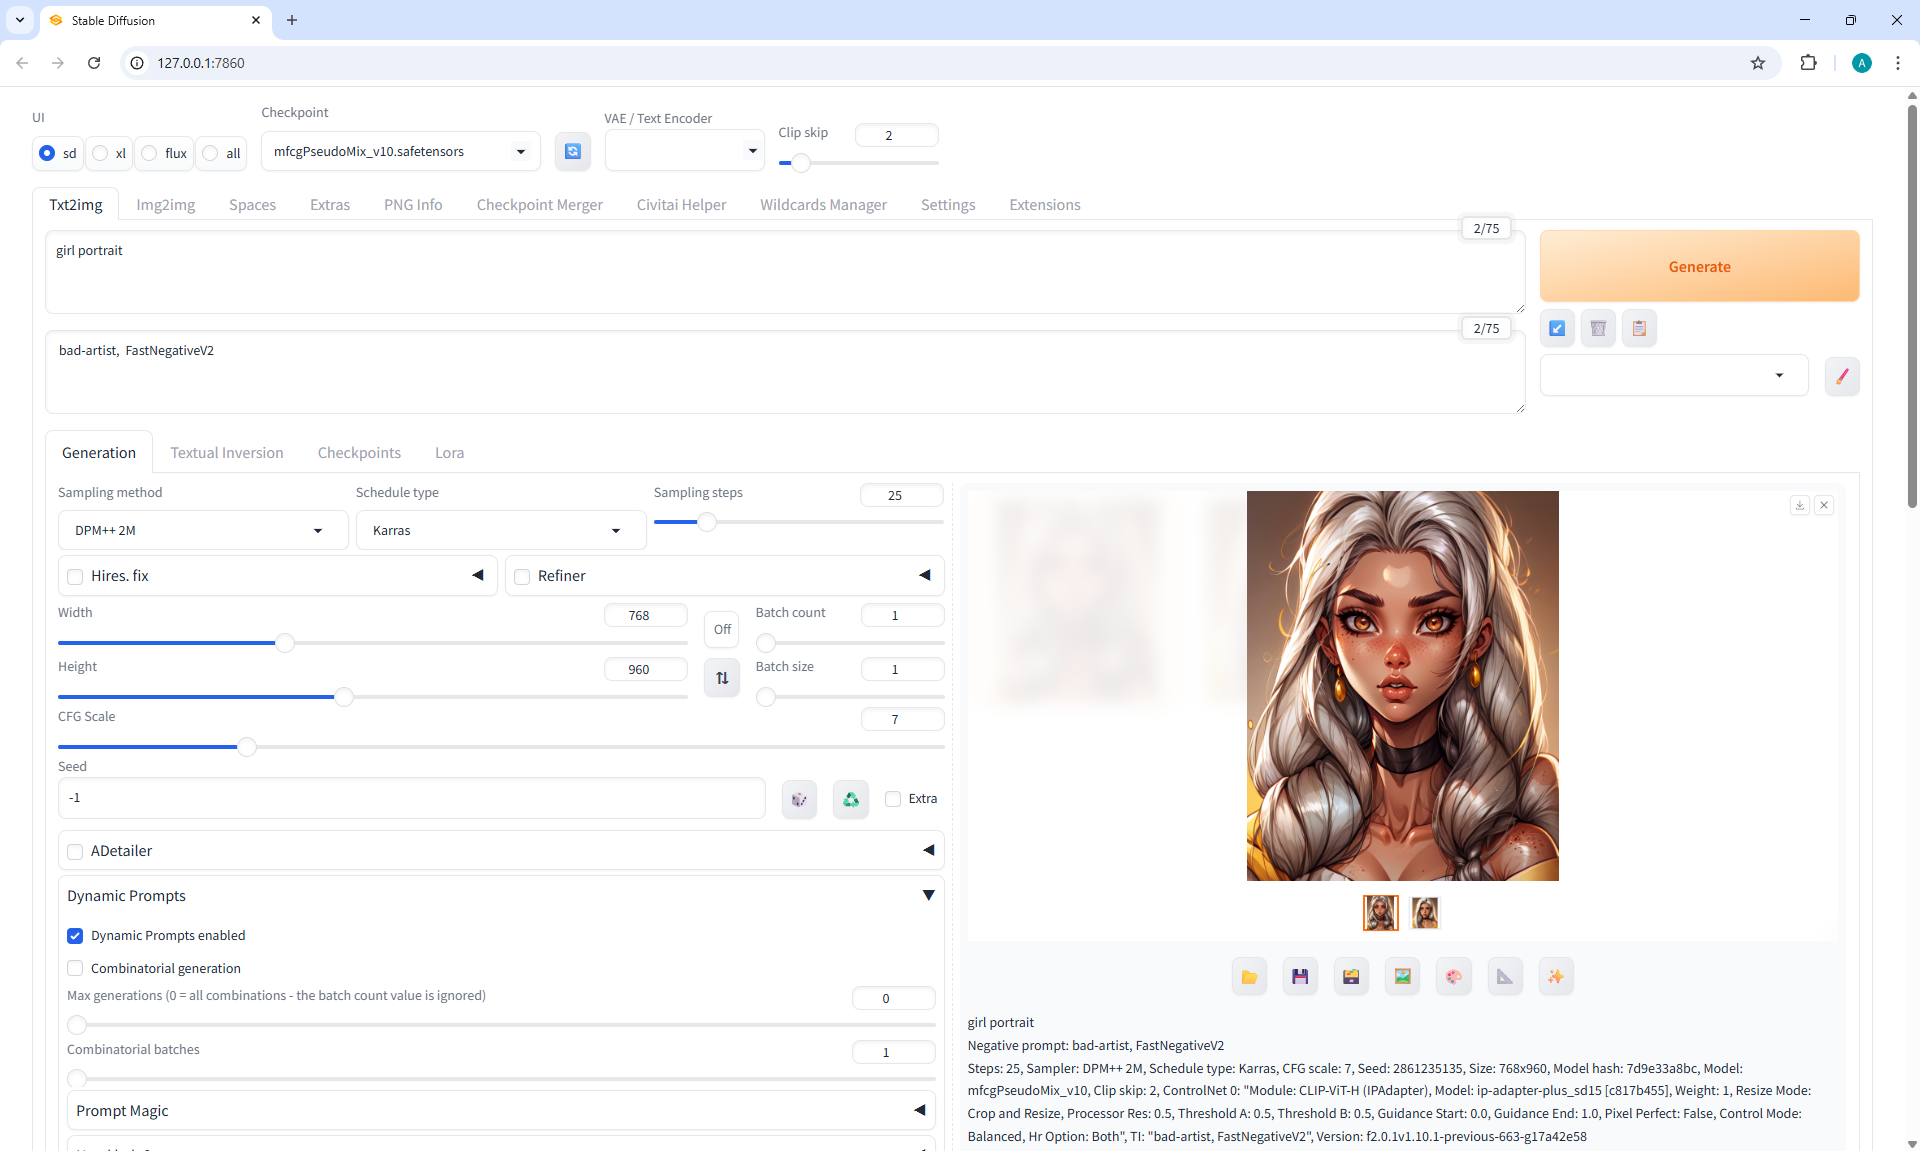 Stable Diffusion
127.0.0.1:7860
A
UI
sd
xl
flux
all
Checkpoint
mfcgPseudoMix_v10.safetensors
VAE / Text Encoder
Clip skip
2
Txt2img
Img2img
Spaces
Extras
PNG Info
Checkpoint Merger
Civitai Helper
Wildcards Manager
Settings
Extensions
2/75
girl portrait
Generate
2/75
bad-artist, FastNegativeV2
Generation
Textual Inversion
Checkpoints
Lora
Sampling method
DPM++ 2M
Schedule type
Karras
Sampling steps
25
Hires. fix
Refiner
Width
768
Off
Batch count
1
Height
960
Batch size
1
CFG Scale
7
Seed
-1
Extra
ADetailer
Dynamic Prompts
Dynamic Prompts enabled
Combinatorial generation
Max generations (0 = all combinations - the batch count value is ignored)
0
Combinatorial batches
1
Prompt Magic
girl portrait
Negative prompt: bad-artist, FastNegativeV2
Steps: 25, Sampler: DPM++ 2M, Schedule type: Karras, CFG scale: 7, Seed: 2861235135, Size: 768x960, Model hash: 7d9e33a8bc, Model:
mfcgPseudoMix_v10, Clip skip: 2, ControlNet 0: "Module: CLIP-ViT-H (IPAdapter), Model: ip-adapter-plus_sd15 [c817b455], Weight: 1, Resize Mode:
Crop and Resize, Processor Res: 0.5, Threshold A: 0.5, Threshold B: 0.5, Guidance Start: 0.0, Guidance End: 1.0, Pixel Perfect: False, Control Mode:
Balanced, Hr Option: Both", TI: "bad-artist, FastNegativeV2", Version: f2.0.1v1.10.1-previous-663-g17a42e58